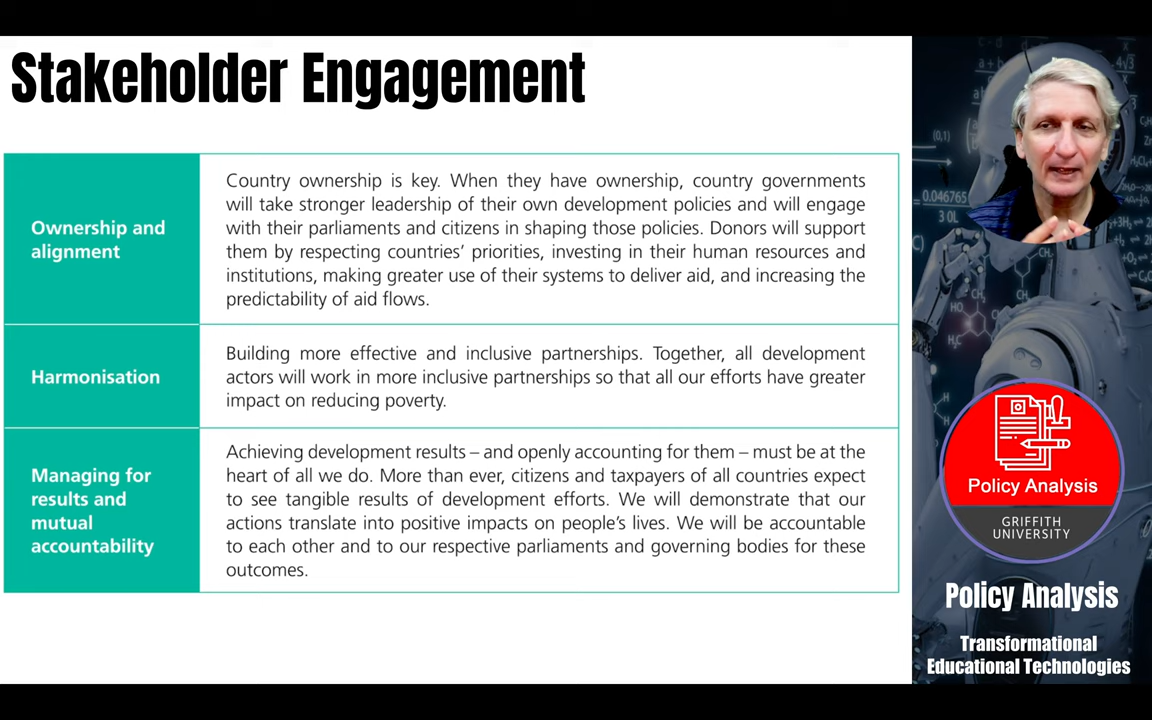 Stakeholder Engagement
Ownership and
alignment
Country ownership is key. When they have ownership, country governments
will take stronger leadership of their own development policies and will engage
with their parliaments and citizens in shaping those policies. Donors will support
them by respecting countries’ priorities, investing in their human resources and
institutions, making greater use of their systems to deliver aid, and increasing the
predictability of aid flows.
Harmonisation
Building more effective and inclusive partnerships. Together, all development
actors will work in more inclusive partnerships so that all our efforts have greater
impact on reducing poverty.
Managing for
results and
mutual
accountability
Achieving development results – and openly accounting for them – must be at the
heart of all we do. More than ever, citizens and taxpayers of all countries expect
to see tangible results of development efforts. We will demonstrate that our
actions translate into positive impacts on people’s lives. We will be accountable
to each other and to our respective parliaments and governing bodies for these
outcomes.
(0,1)
0.046765
3 0L
Policy Analysis
GRIFFITH
UNIVERSITY
Policy Analysis
Transformational
Educational Technologies